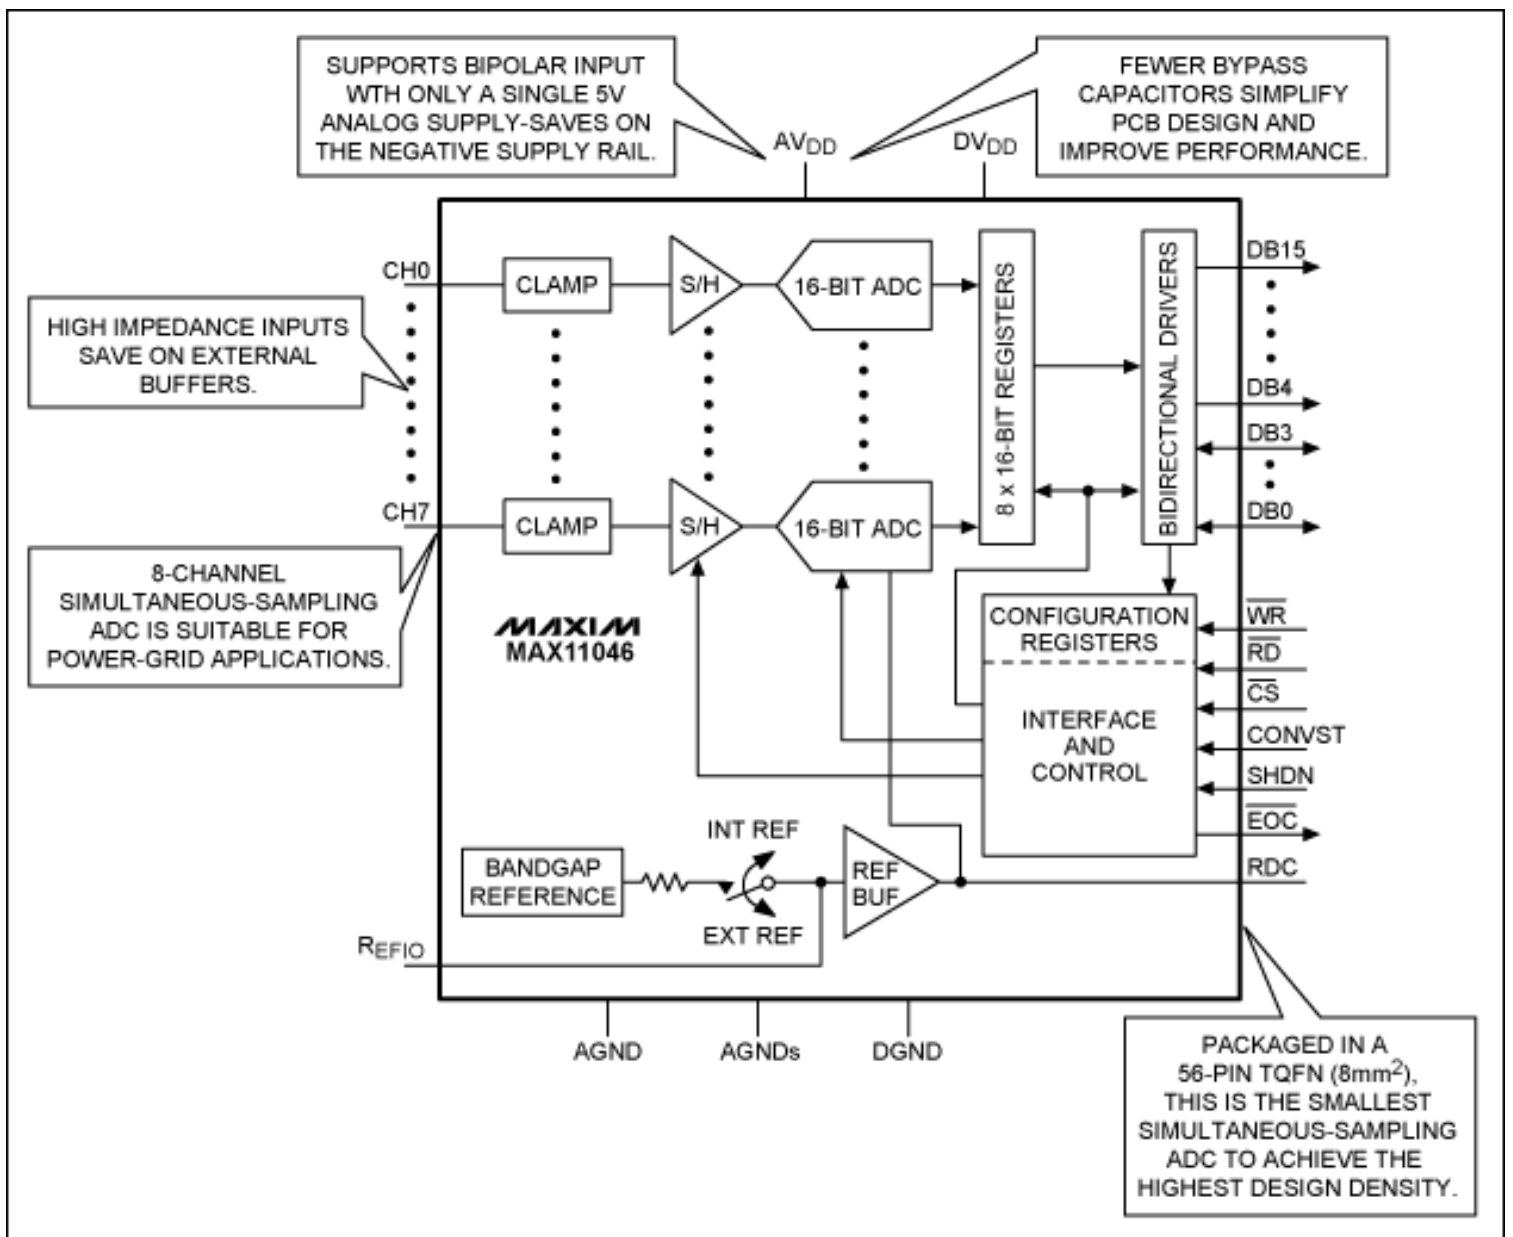 SUPPORTS BIPOLAR INPUT
WTH ONLY A SINGLE 5V
ANALOG SUPPLY-SAVES ON
THE NEGATIVE SUPPLY RAIL.
FEWER BYPASS
CAPACITORS SIMPLIFY
PCB DESIGN AND
IMPROVE PERFORMANCE.
AVDD
DVDD
CH0
CLAMP
S/H
16-BIT ADC
8 x 16-BIT REGISTERS
BIDIRECTIONAL DRIVERS
DB15
DB4
DB3
DB0
HIGH IMPEDANCE INPUTS
SAVE ON EXTERNAL
BUFFERS.
CH7
CLAMP
S/H
16-BIT ADC
8-CHANNEL
SIMULTANEOUS-SAMPLING
ADC IS SUITABLE FOR
POWER-GRID APPLICATIONS.
MAXIM
MAX11046
CONFIGURATION
REGISTERS
INTERFACE
AND
CONTROL
WR
RD
CS
CONVST
SHDN
EOC
RDC
INT REF
BANDGAP
REFERENCE
EXT REF
REF
BUF
REFIO
AGND
AGNDs
DGND
PACKAGED IN A
56-PIN TQFN (8mm2),
THIS IS THE SMALLEST
SIMULTANEOUS-SAMPLING
ADC TO ACHIEVE THE
HIGHEST DESIGN DENSITY.